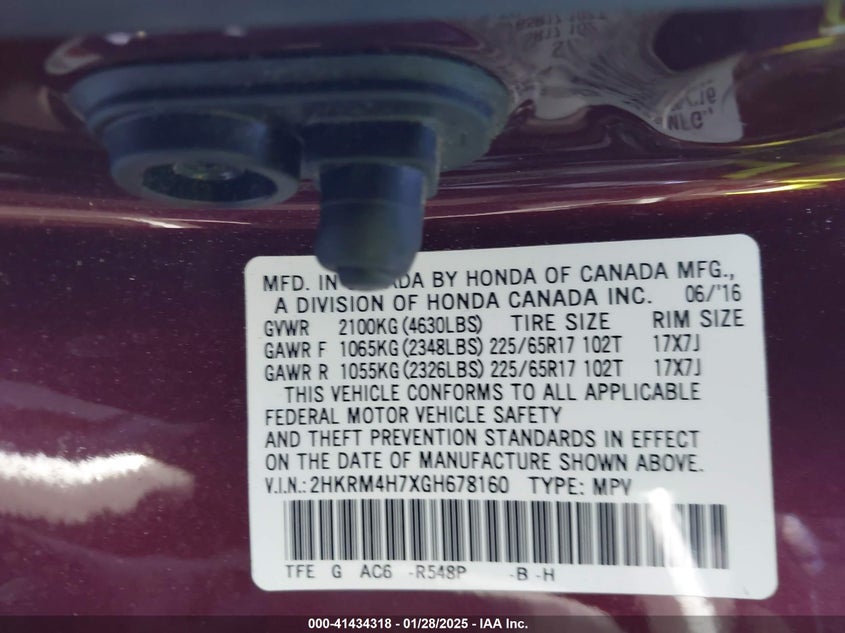 MFD. IN ADA BY HONDA OF CANADA MFG.,
A DIVISION OF HONDA CANADA INC. 06/'16
GVWR 2100KG (4630LBS) TIRE SIZE RIM SIZE
GAWR F 1065KG (2348LBS) 225/65R17 102T 17X7J
GAWR R 1055KG (2326LBS) 225/65R17 102T 17X7J
THIS VEHICLE CONFORMS TO ALL APPLICABLE
FEDERAL MOTOR VEHICLE SAFETY
AND THEFT PREVENTION STANDARDS IN EFFECT
ON THE DATE OF MANUFACTURE SHOWN ABOVE.
V.I.N.: 2HKRM4H7XGH678160 TYPE: MPV
TFE G AC6 -R548P -B -H
000-41434318 - 01/28/2025 - IAA Inc.